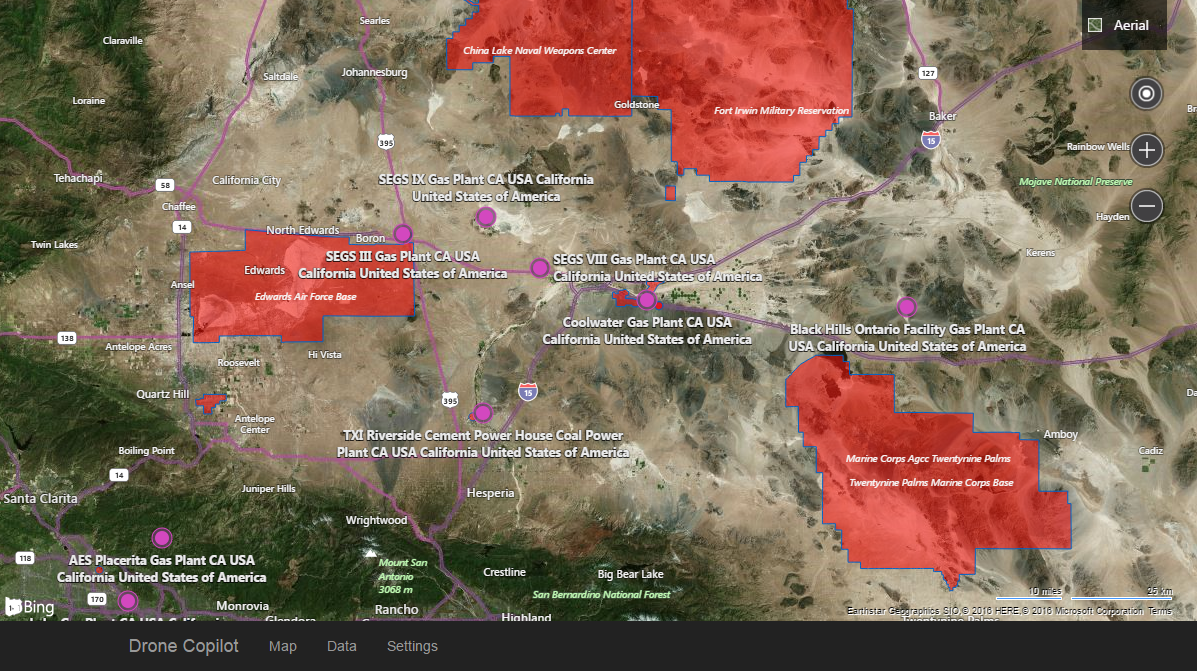 Searles
Aerial
Claraville
China Lake Naval Weapons Center
Saltdale
Johannesburg
127
Loraine
Goldstone
Fort Irwin Military Reservation
Baker
395
15
Rainbow Wells
Tehachapi
58
California City
SEGS IX Gas Plant CA USA California
United States of America
Mojave National Preserve
Chaffee
Hayden
14
North Edwards
Boron
Twin Lakes
Kerens
SEGS III Gas Plant CA USA
California United States of America
SEGS VIII Gas Plant CA USA
California United States of America
Edwards
Ansel
Edwards Air Force Base
Coolwater Gas Plant CA USA
California United States of America
Black Hills Ontario Facility Gas Plant CA
USA California United States of America
138
Antelope Acres
Hi Vista
Roosevelt
Quartz Hill
395
15
Antelope
Center
TXI Riverside Cement Power House Coal Power
Plant CA USA California United States of America
Amboy
Boiling Point
Cadiz
Marine Corps Agcc Twentynine Palms
14
Twentynine Palms Marine Corps Base
Juniper Hills
Santa Clarita
Hesperia
Wrightwood
118
AES Placerita Gas Plant CA USA
California United States of America
Mount San
Antonio
3068 m
Crestline
Big Bear Lake
San Bernardino National Forest
170
Bing
Monrovia
Rancho
10 miles
25 km
Earthstar Geographics SIO © 2016 HERE © 2016 Microsoft Corporation Terms
Glendora
Highland
Twentynine Palms
Drone Copilot
Map
Data
Settings